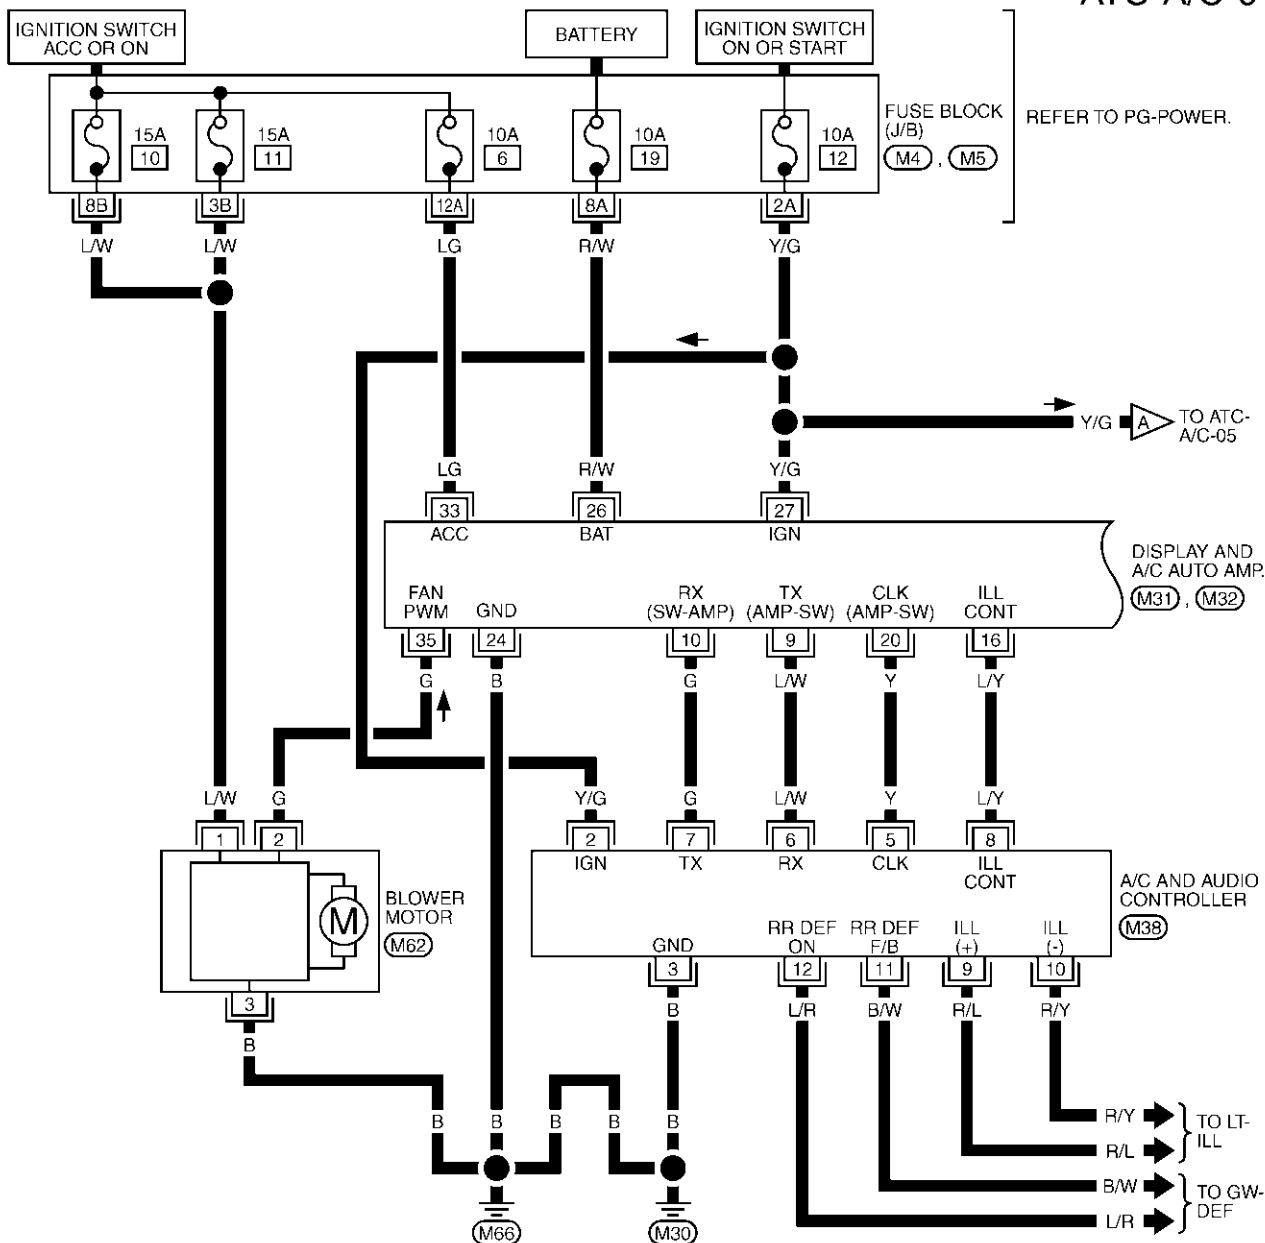 IGNITION SWITCH
ACC OR ON
BATTERY
IGNITION SWITCH
ON OR START
15A
10
15A
11
10A
6
10A
19
10A
12
FUSE BLOCK
(J/B)
M4 , M5
REFER TO PG-POWER.
8B
3B
12A
8A
2A
L/W
L/W
LG
R/W
Y/G
Y/G
A
TO ATC-
A/C-05
LG
R/W
Y/G
33
26
27
ACC
BAT
IGN
DISPLAY AND
A/C AUTO AMP.
M31 , M32
FAN
PWM
GND
RX
(SW-AMP)
TX
(AMP-SW)
CLK
(AMP-SW)
ILL
CONT
35
24
10
9
20
16
G
B
G
L/W
Y
L/Y
L/W
G
Y/G
G
L/W
Y
L/Y
1
2
2
7
6
5
8
IGN
TX
RX
CLK
ILL
CONT
M
BLOWER
MOTOR
M62
A/C AND AUDIO
CONTROLLER
M38
GND
RR DEF
ON
RR DEF
F/B
ILL
(+)
ILL
(-)
3
3
12
11
9
10
B
B
L/R
B/W
R/L
R/Y
B
B
B
B
B
R/Y
R/L
TO LT-
ILL
B/W
L/R
TO GW-
DEF
M66
M30